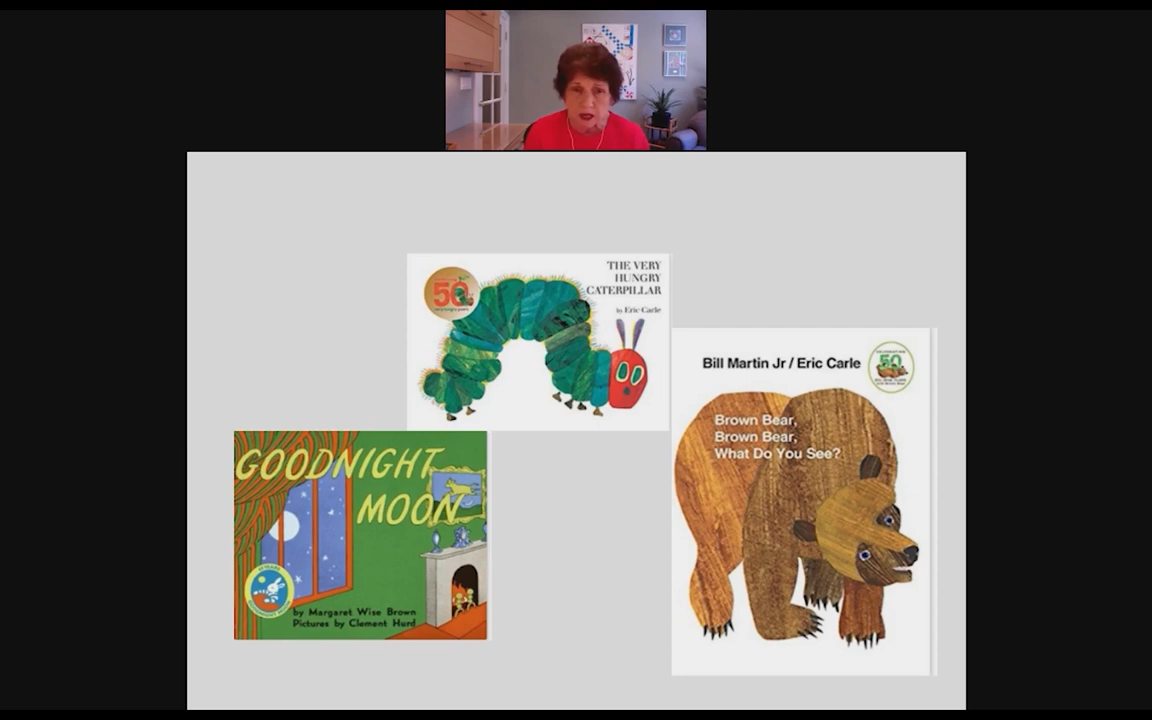 THE VERY
HUNGRY
CATERPILLAR
by Eric Carle
50
Bill Martin Jr / Eric Carle
50
Brown Bear,
Brown Bear,
What Do You See?
GOODNIGHT
MOON
by Margaret Wise Brown
Pictures by Clement Hurd